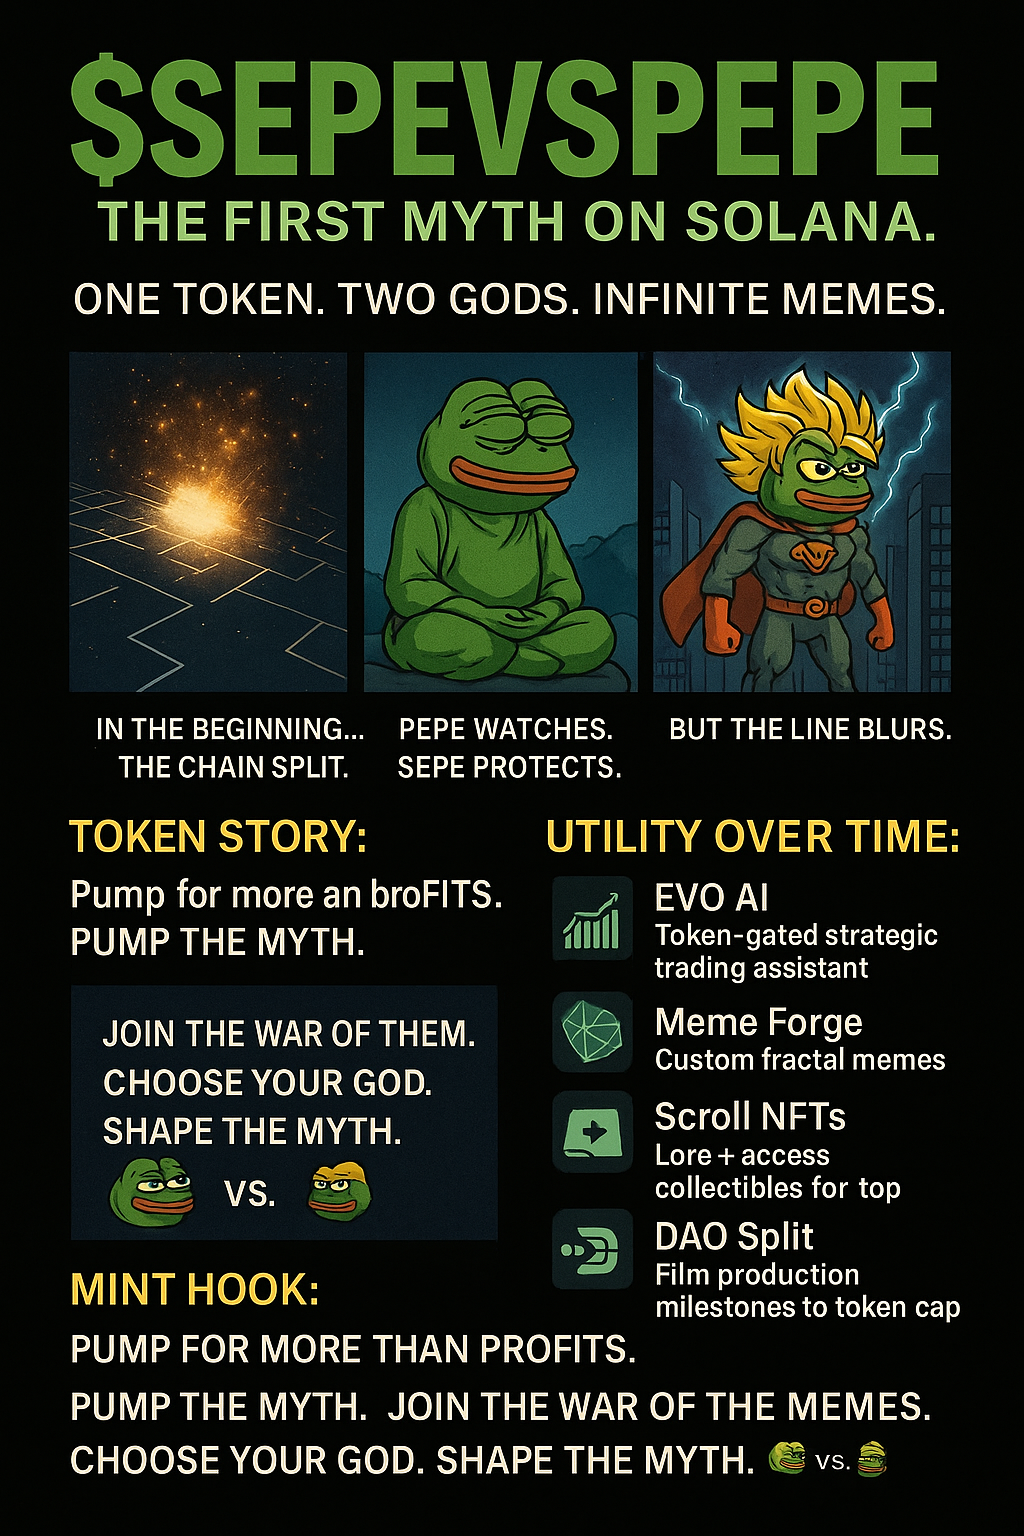 $SEPEVSPEPE
THE FIRST MYTH ON SOLANA.
ONE TOKEN. TWO GODS. INFINITE MEMES.
IN THE BEGINNING...
THE CHAIN SPLIT.
PEPE WATCHES.
SEPE PROTECTS.
BUT THE LINE BLURS.
TOKEN STORY:
Pump for more an broFITS.
PUMP THE MYTH.
JOIN THE WAR OF THEM.
CHOOSE YOUR GOD.
SHAPE THE MYTH.
VS.
UTILITY OVER TIME:
EVO AI
Token-gated strategic
trading assistant
Meme Forge
Custom fractal memes
Scroll NFTs
Lore + access
collectibles for top
DAO Split
Film production
milestones to token cap
MINT HOOK:
PUMP FOR MORE THAN PROFITS.
PUMP THE MYTH. JOIN THE WAR OF THE MEMES.
CHOOSE YOUR GOD. SHAPE THE MYTH. vs.